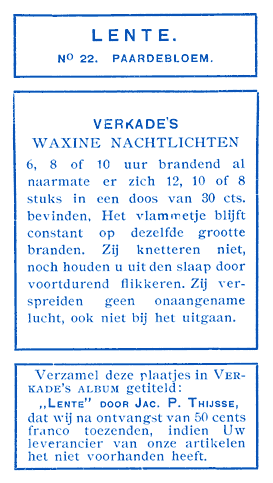 LENTE.
No 22. PAARDEBLOEM.
VERKADE'S
WAXINE NACHTLICHTEN
6, 8 of 10 uur brandend al
naarmate er zich 12, 10 of 8
stuks in een doos van 30 cts.
bevinden. Het vlammetje blijft
constant op dezelfde grootte
branden. Zij knetteren niet,
noch houden u uit den slaap door
voortdurend flikkeren. Zij ver-
spreiden geen onaangename
lucht, ook niet bij het uitgaan.
Verzamel deze plaatjes in VER-
KADE'S ALBUM getiteld:
„LENTE” DOOR JAC. P. THIJSSE,
dat wij na ontvangst van 50 cents
franco toezenden, indien Uw
leverancier van onze artikelen
het niet voorhanden heeft.